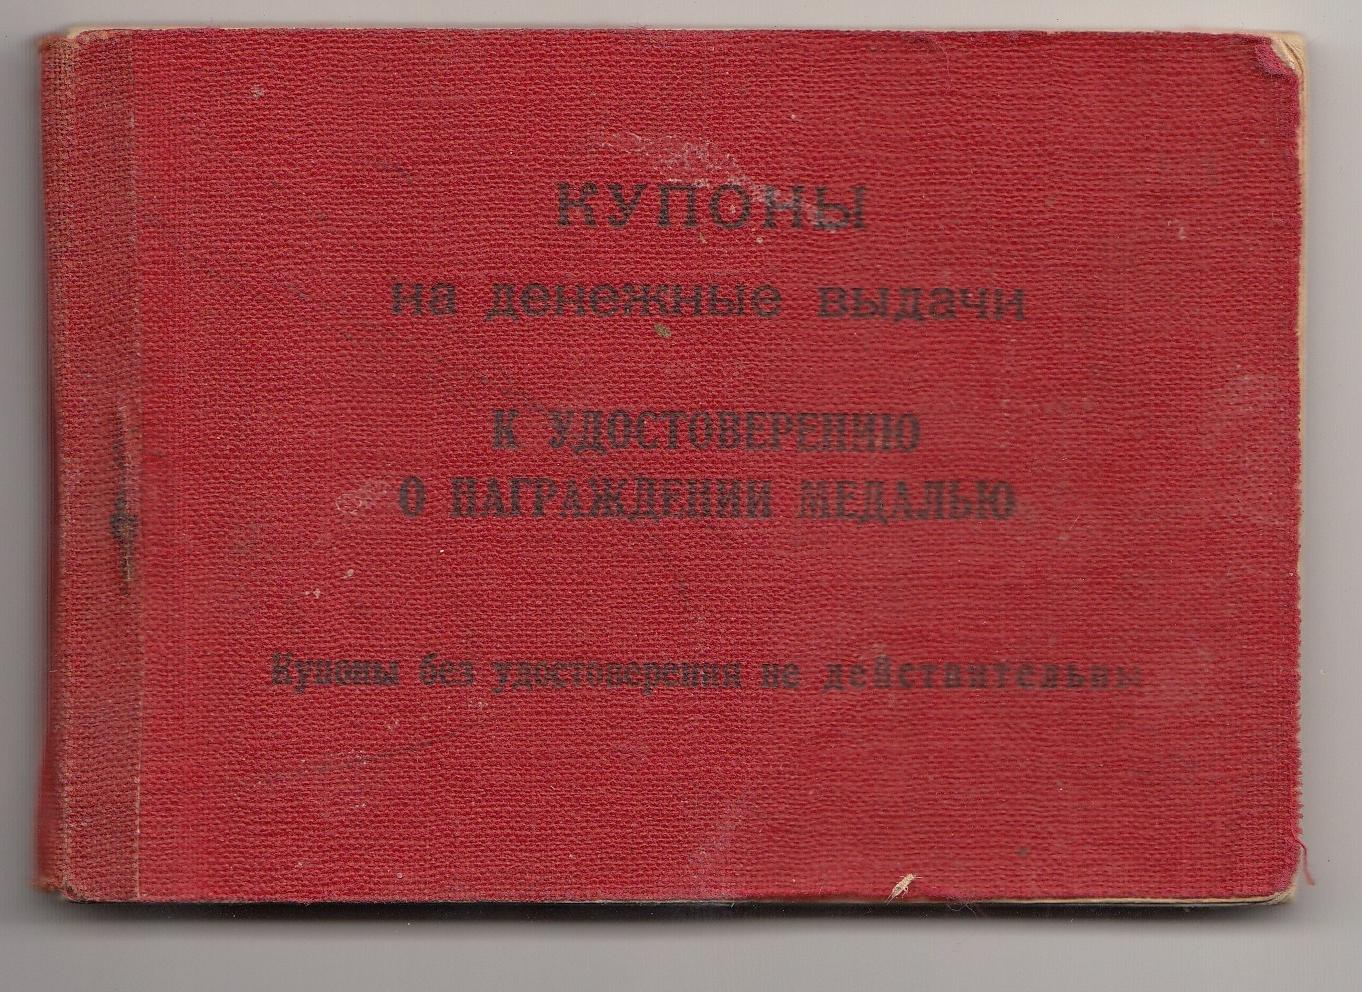 КУПОНЫ
на денежные выдачи
К УДОСТОВЕРЕНИЮ
О НАГРАЖДЕНИИ МЕДАЛЬЮ
Купоны без удостоверения не действительны